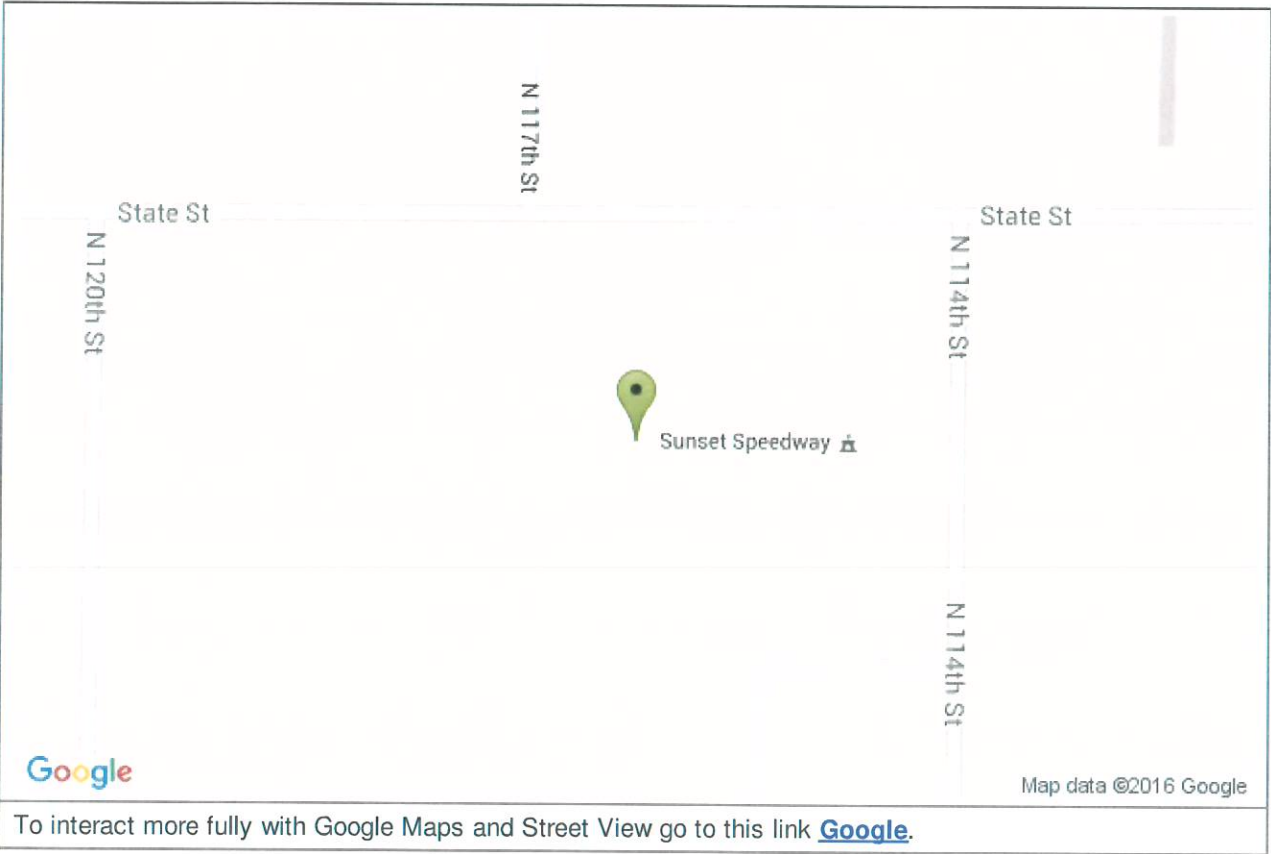 N 117th St
State St
State St
N 120th St
N 114th St
Sunset Speedway
N 114th St
Google
Map data ©2016 Google
To interact more fully with Google Maps and Street View go to this link Google.